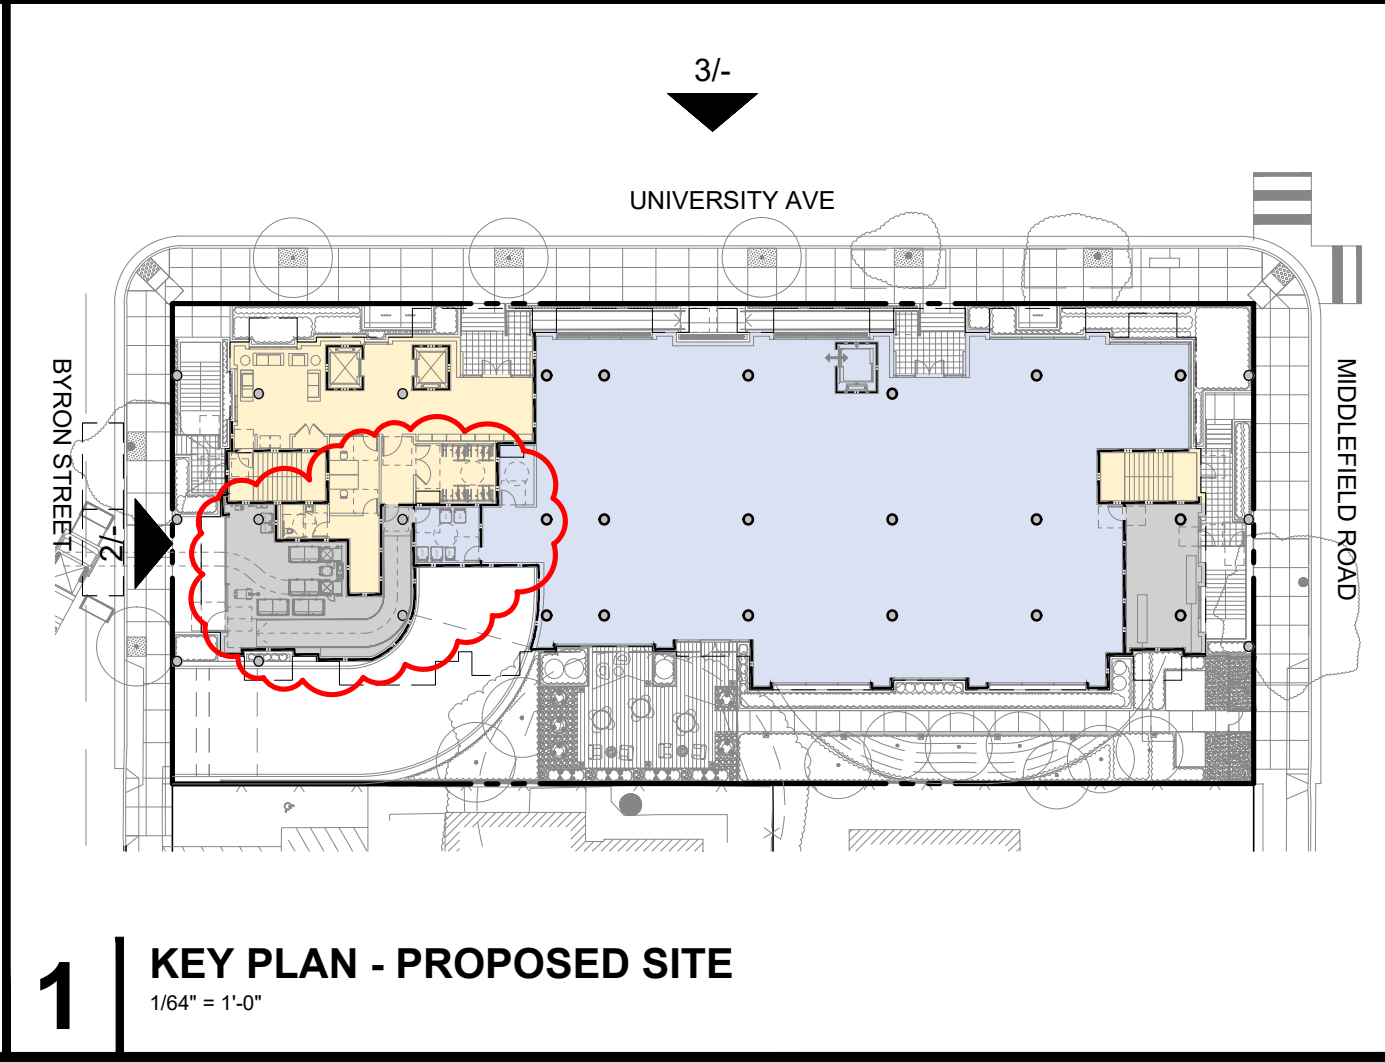 3/-
UNIVERSITY AVE
BYRON STREET
2/-
MIDDLEFIELD ROAD
1
KEY PLAN - PROPOSED SITE
1/64" = 1'-0"